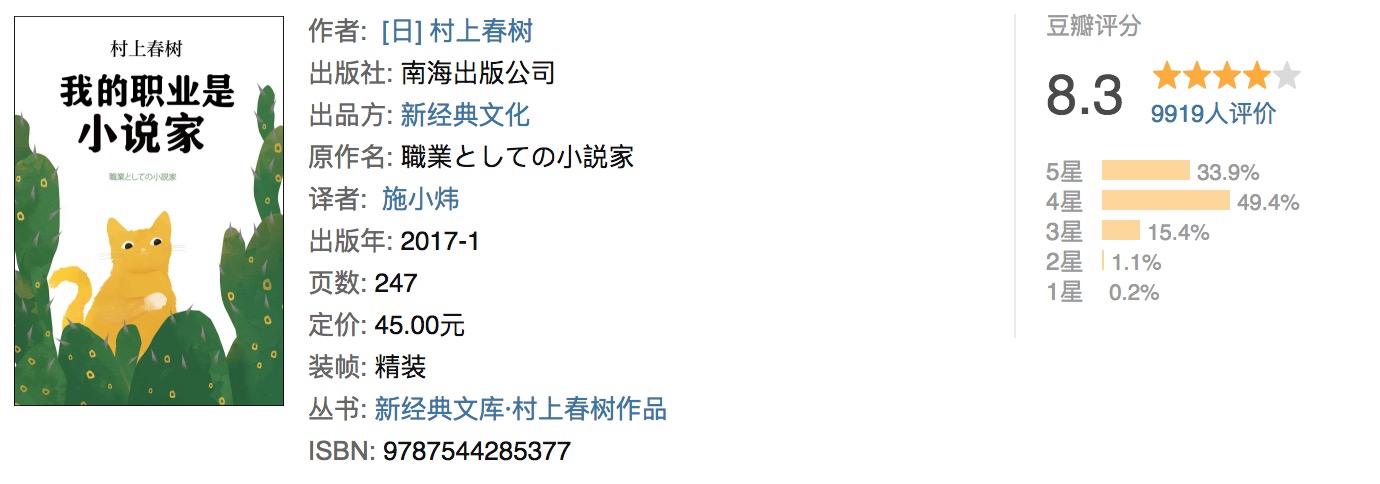 村上春树
我的职业是
小说家
職業としての小説家
作者: [日] 村上春树
出版社: 南海出版公司
出品方: 新经典文化
原作名: 職業としての小説家
译者: 施小炜
出版年: 2017-1
页数: 247
定价: 45.00元
装帧: 精装
丛书: 新经典文库·村上春树作品
ISBN: 9787544285377
豆瓣评分
8.3
9919人评价
5星 33.9%
4星 49.4%
3星 15.4%
2星 1.1%
1星 0.2%